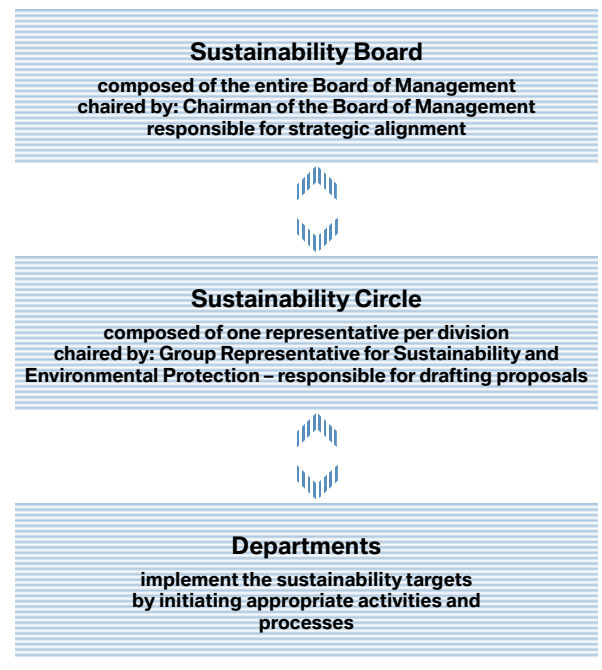 Sustainability Board
composed of the entire Board of Management
chaired by: Chairman of the Board of Management
responsible for strategic alignment
Sustainability Circle
composed of one representative per division
chaired by: Group Representative for Sustainability and
Environmental Protection – responsible for drafting proposals
Departments
implement the sustainability targets
by initiating appropriate activities and
processes